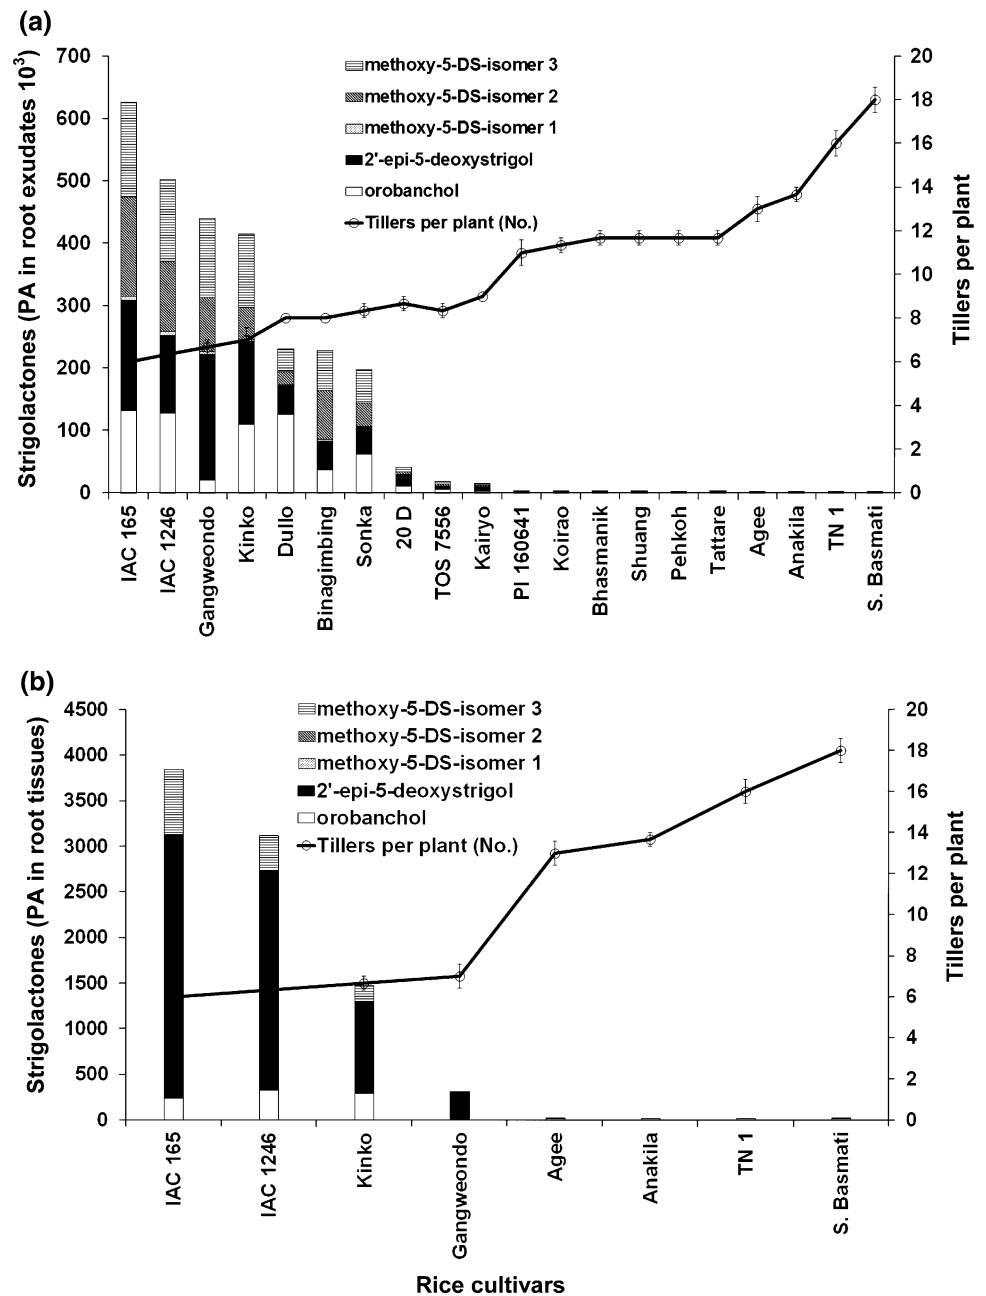 (a)
Strigolactones (PA in root exudates 10³)
700
600
500
400
300
200
100
0
methoxy-5-DS-isomer 3
methoxy-5-DS-isomer 2
methoxy-5-DS-isomer 1
2'-epi-5-deoxystrigol
orobanchol
Tillers per plant (No.)
20
18
16
14
12
10
8
6
4
2
0
Tillers per plant
IAC 165
IAC 1246
Gangweondo
Kinko
Dullo
Binagimbing
Sonka
20 D
TOS 7556
Kairyo
PI 160641
Koirao
Bhasmanik
Shuang
Pehkoh
Tattare
Agee
Anakila
TN 1
S. Basmati
(b)
Strigolactones (PA in root tissues)
4500
4000
3500
3000
2500
2000
1500
1000
500
0
methoxy-5-DS-isomer 3
methoxy-5-DS-isomer 2
methoxy-5-DS-isomer 1
2'-epi-5-deoxystrigol
orobanchol
Tillers per plant (No.)
20
18
16
14
12
10
8
6
4
2
0
Tillers per plant
IAC 165
IAC 1246
Kinko
Gangweondo
Agee
Anakila
TN 1
S. Basmati
Rice cultivars